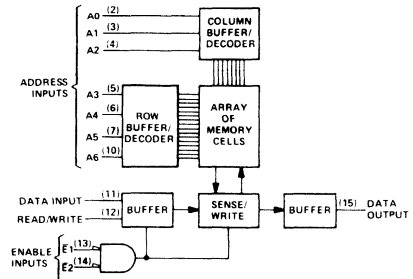 A0 (2)
A1 (3)
A2 (4)
COLUMN
BUFFER/
DECODER
ADDRESS
INPUTS
A3 (5)
A4 (6)
A5 (7)
A6 (10)
ROW
BUFFER/
DECODER
ARRAY
OF
MEMORY
CELLS
DATA INPUT (11)
READ/WRITE (12)
BUFFER
SENSE/
WRITE
BUFFER
(15) DATA
OUTPUT
ENABLE
INPUTS
E1 (13)
E2 (14)